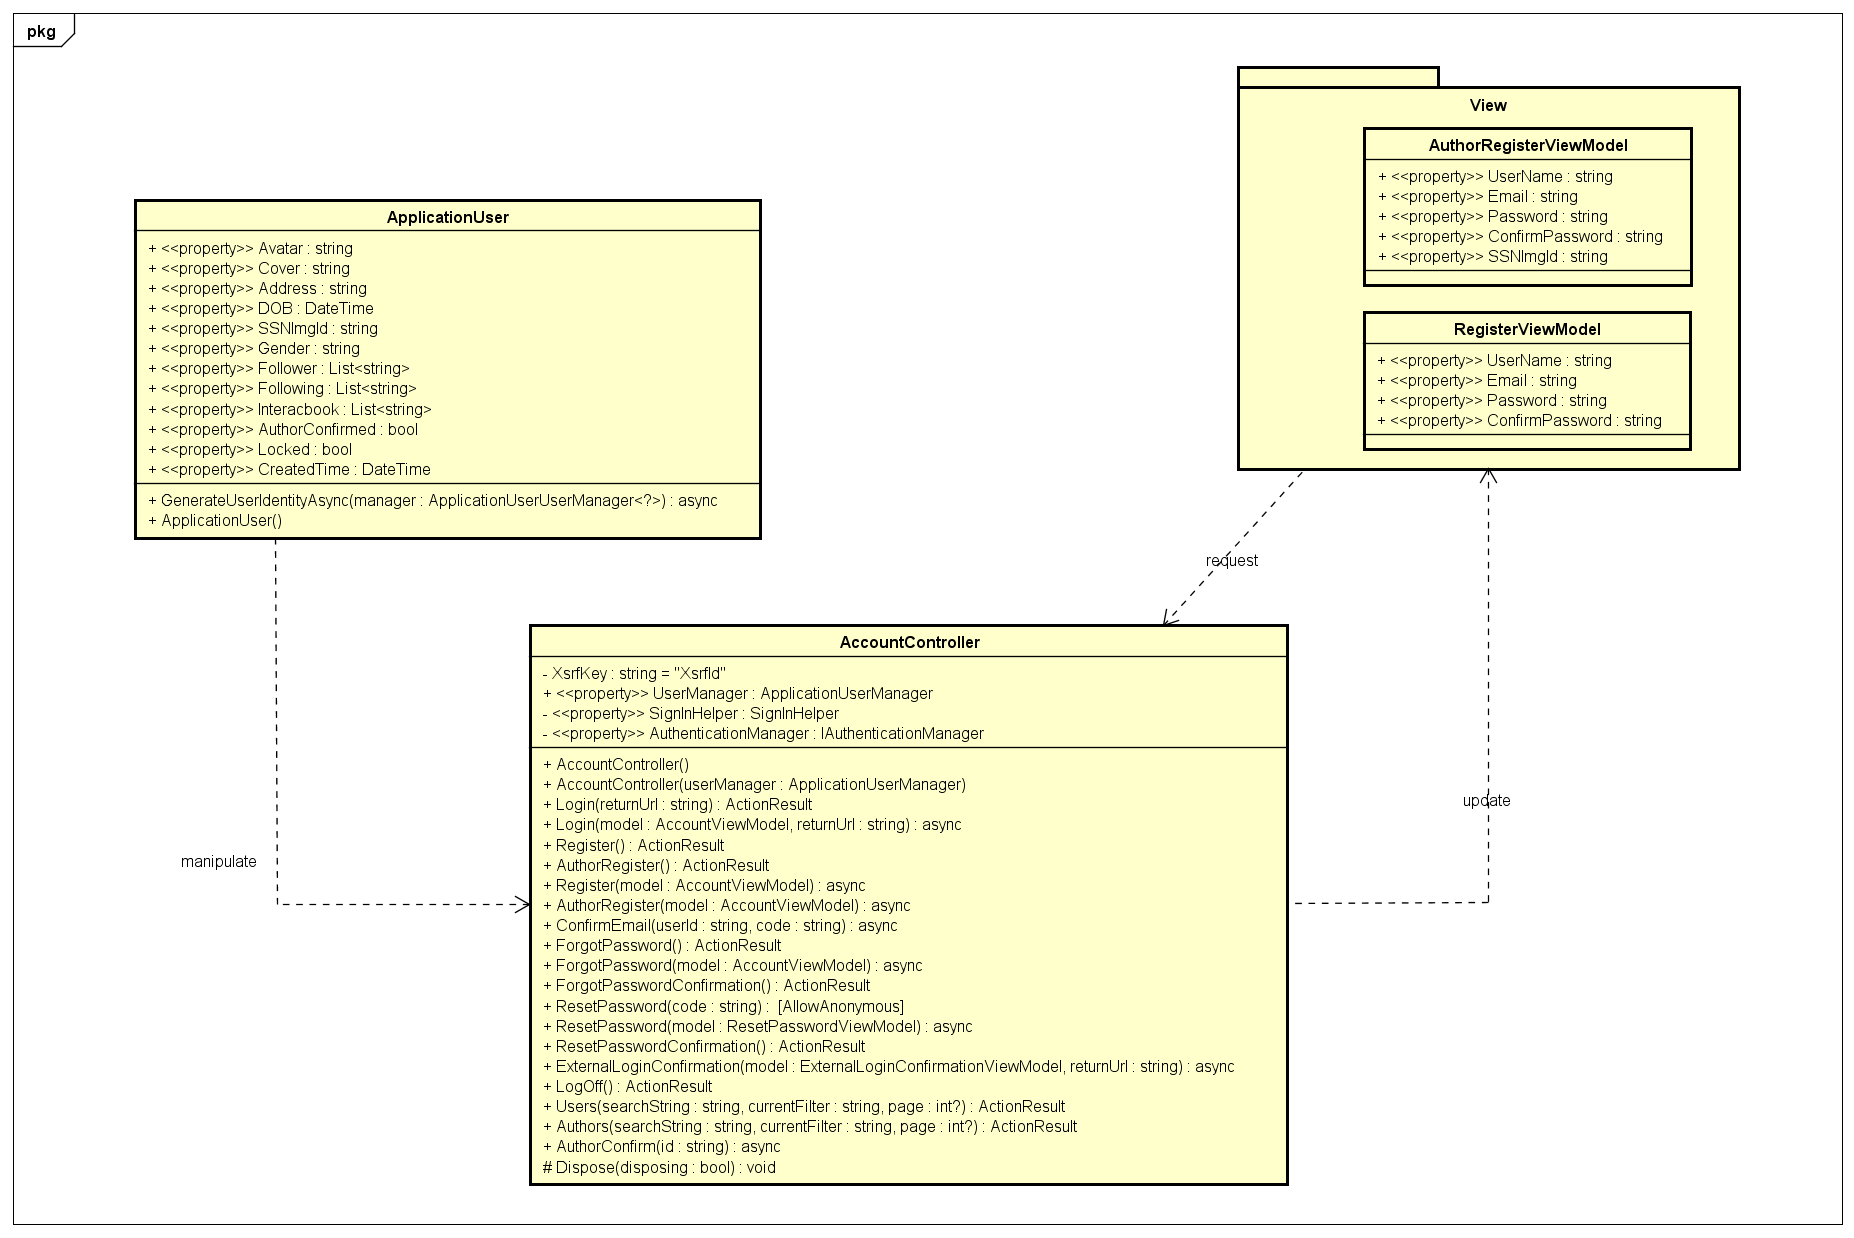 pkg
View
AuthorRegisterViewModel
+ <<property>> UserName : string
+ <<property>> Email : string
+ <<property>> Password : string
+ <<property>> ConfirmPassword : string
+ <<property>> SSNImgId : string
RegisterViewModel
+ <<property>> UserName : string
+ <<property>> Email : string
+ <<property>> Password : string
+ <<property>> ConfirmPassword : string
ApplicationUser
+ <<property>> Avatar : string
+ <<property>> Cover : string
+ <<property>> Address : string
+ <<property>> DOB : DateTime
+ <<property>> SSNImgId : string
+ <<property>> Gender : string
+ <<property>> Follower : List<string>
+ <<property>> Following : List<string>
+ <<property>> Interacbook : List<string>
+ <<property>> AuthorConfirmed : bool
+ <<property>> Locked : bool
+ <<property>> CreatedTime : DateTime
+ GenerateUserIdentityAsync(manager : ApplicationUserUserManager<?>) : async
+ ApplicationUser()
request
update
manipulate
AccountController
- XsrfKey : string = "XsrfId"
+ <<property>> UserManager : ApplicationUserManager
- <<property>> SignInHelper : SignInHelper
- <<property>> AuthenticationManager : IAuthenticationManager
+ AccountController()
+ AccountController(userManager : ApplicationUserManager)
+ Login(returnUrl : string) : ActionResult
+ Login(model : AccountViewModel, returnUrl : string) : async
+ Register() : ActionResult
+ AuthorRegister() : ActionResult
+ Register(model : AccountViewModel) : async
+ AuthorRegister(model : AccountViewModel) : async
+ ConfirmEmail(userId : string, code : string) : async
+ ForgotPassword() : ActionResult
+ ForgotPassword(model : AccountViewModel) : async
+ ForgotPasswordConfirmation() : ActionResult
+ ResetPassword(code : string) :  [AllowAnonymous]
+ ResetPassword(model : ResetPasswordViewModel) : async
+ ResetPasswordConfirmation() : ActionResult
+ ExternalLoginConfirmation(model : ExternalLoginConfirmationViewModel, returnUrl : string) : async
+ LogOff() : ActionResult
+ Users(searchString : string, currentFilter : string, page : int?) : ActionResult
+ Authors(searchString : string, currentFilter : string, page : int?) : ActionResult
+ AuthorConfirm(id : string) : async
# Dispose(disposing : bool) : void